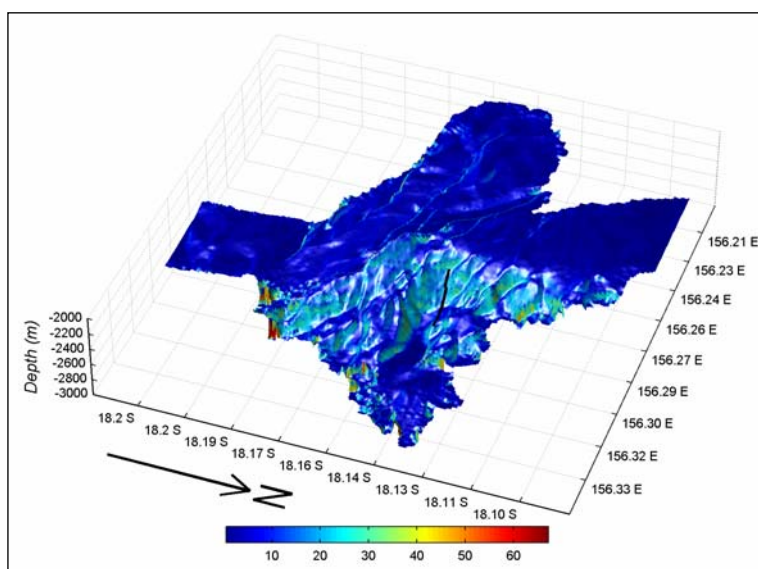 156.21 E
156.23 E
156.24 E
156.26 E
156.27 E
156.29 E
156.30 E
156.32 E
156.33 E
Depth (m)
-2000
-2200
-2400
-2600
-2800
-3000
18.2 S
18.2 S
18.19 S
18.17 S
18.16 S
18.14 S
18.13 S
18.11 S
18.10 S
N
10 20 30 40 50 60